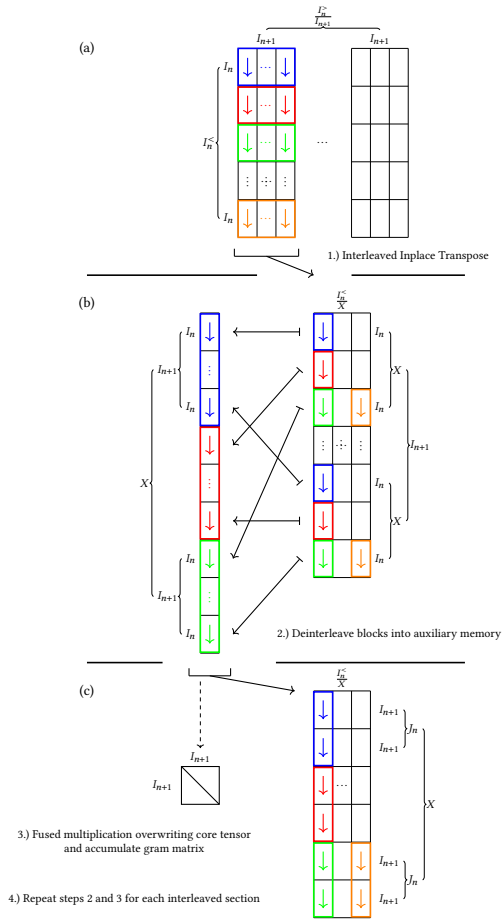 I_n^> / I_{n+1}
(a)
I_{n+1} I_{n+1}
I_n ↓ ... ↓
↓ ... ↓
I_n^< ↓ ... ↓ ...
⋮ ⋮
I_n ↓ ... ↓
1.) Interleaved Inplace Transpose
(b)
I_n^< / X
I_n I_n
I_{n+1} X
I_n I_n
X I_{n+1}
I_n I_n
I_{n+1} X
I_n I_n
2.) Deinterleave blocks into auxiliary memory
(c)
I_n^< / X
I_{n+1} J_n
I_{n+1} I_{n+1}
I_{n+1}
... X
3.) Fused multiplication overwriting core tensor
and accumulate gram matrix
I_{n+1} J_n
I_{n+1}
4.) Repeat steps 2 and 3 for each interleaved section